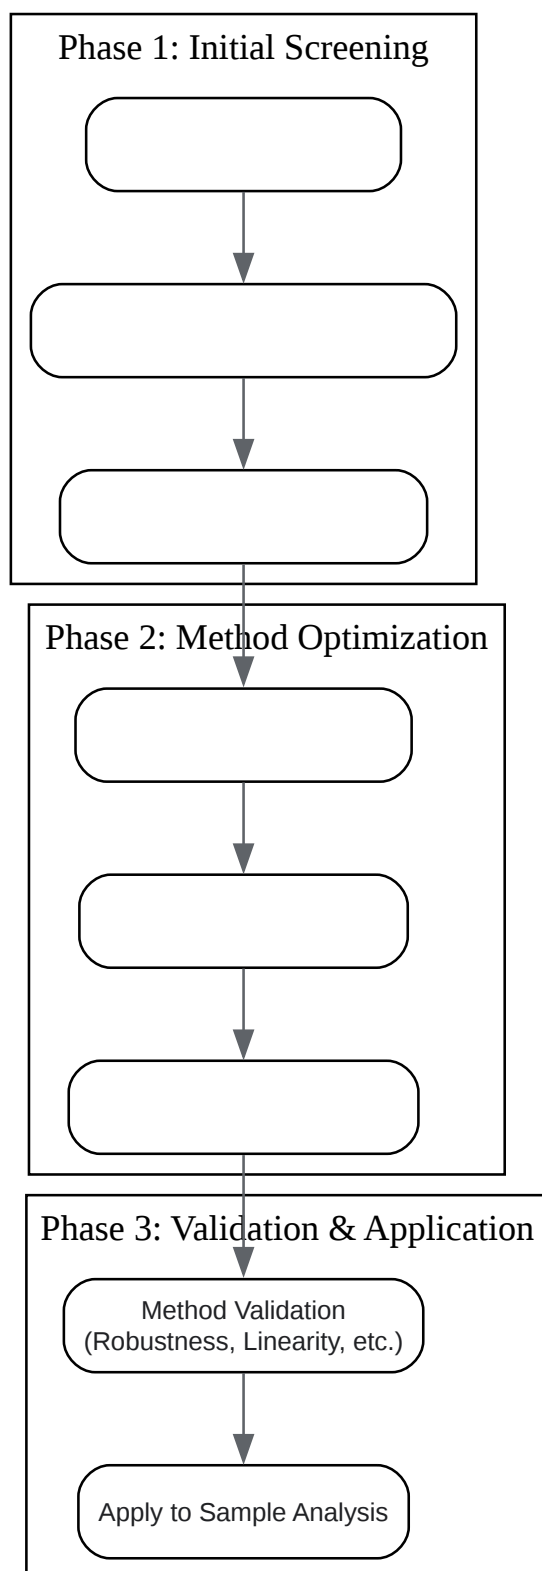 Phase 1: Initial Screening
Phase 2: Method Optimization
Phase 3: Validation & Application
Method Validation
(Robustness, Linearity, etc.)
Apply to Sample Analysis